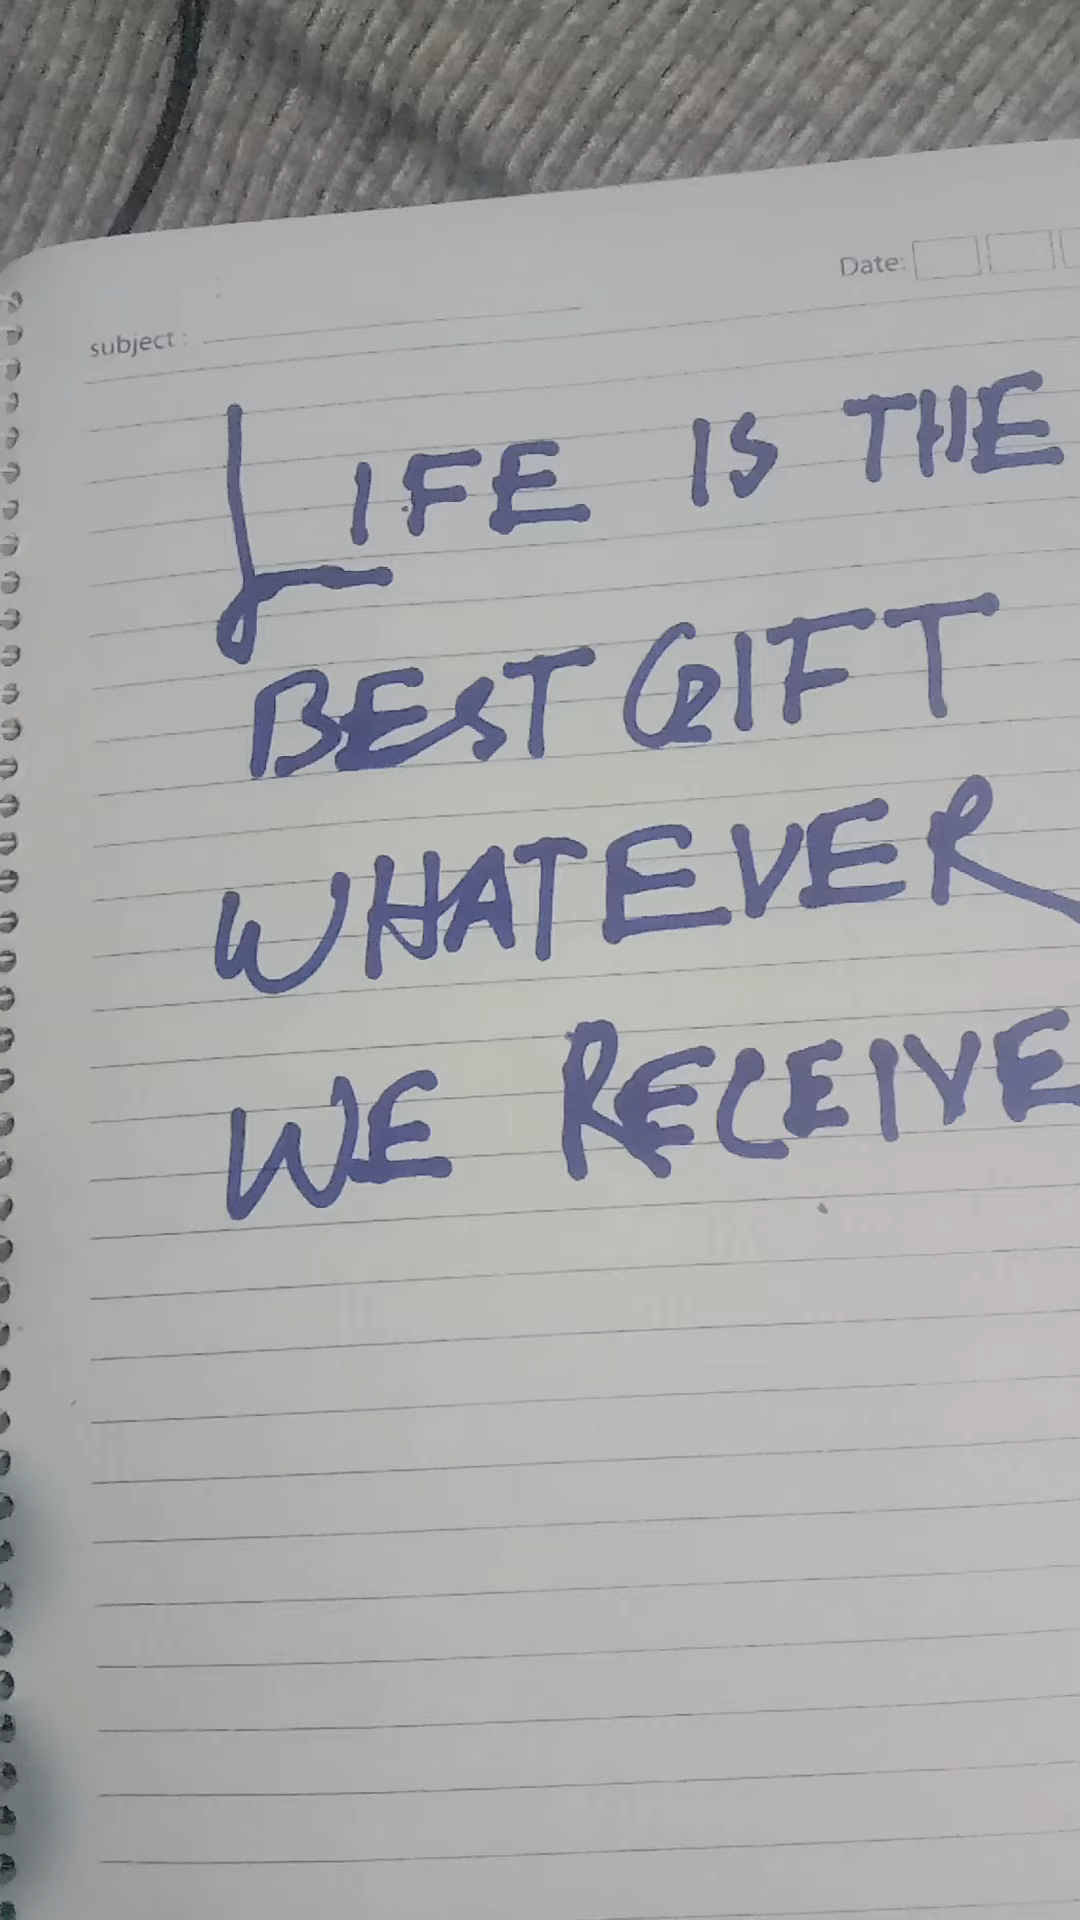 Date:
subject :
LIFE IS THE
BEST GIFT
WHATEVER
WE RECEIVE